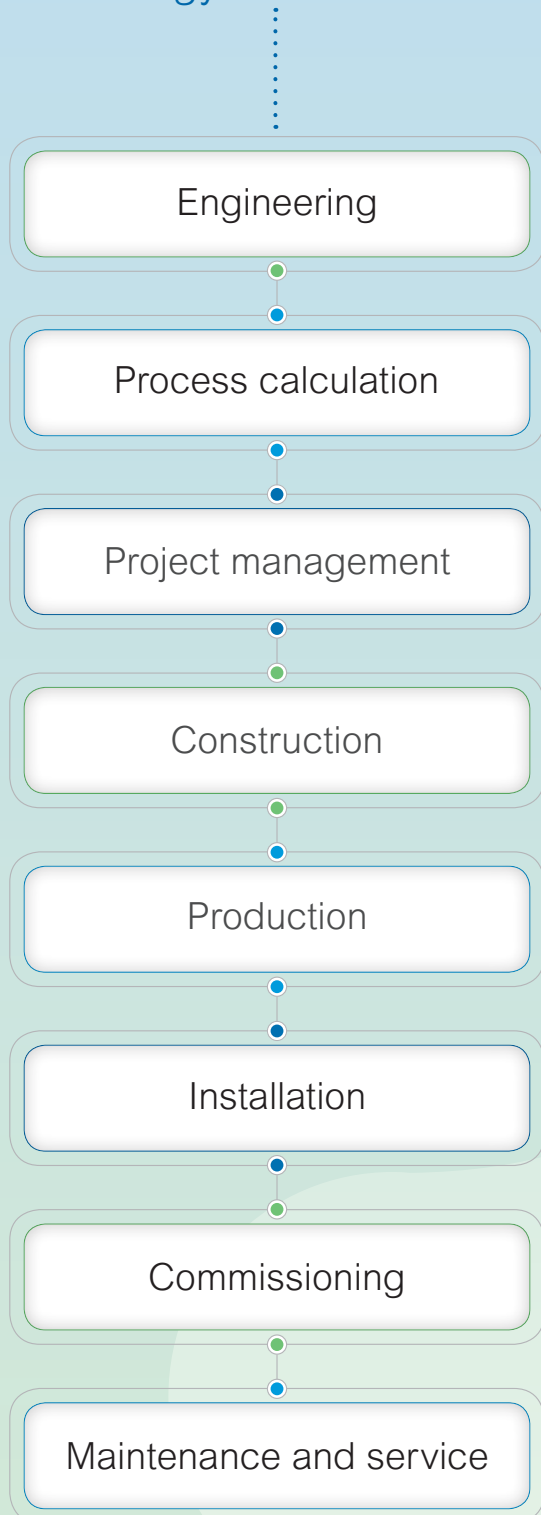 Engineering
Process calculation
Project management
Construction
Production
Installation
Commissioning
Maintenance and service